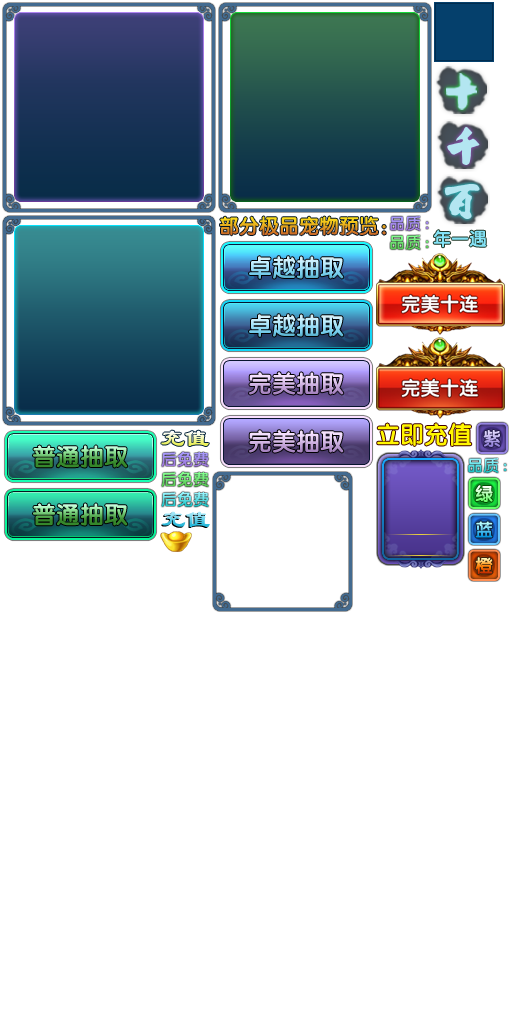 十
千
百
部分极品宠物预览：
品质：
品质：
年一遇
卓越抽取
完美十连
卓越抽取
完美抽取
完美十连
完美抽取
立即充值
紫
普通抽取
充值
后免费
后免费
后免费
充值
普通抽取
品质：
绿
蓝
橙